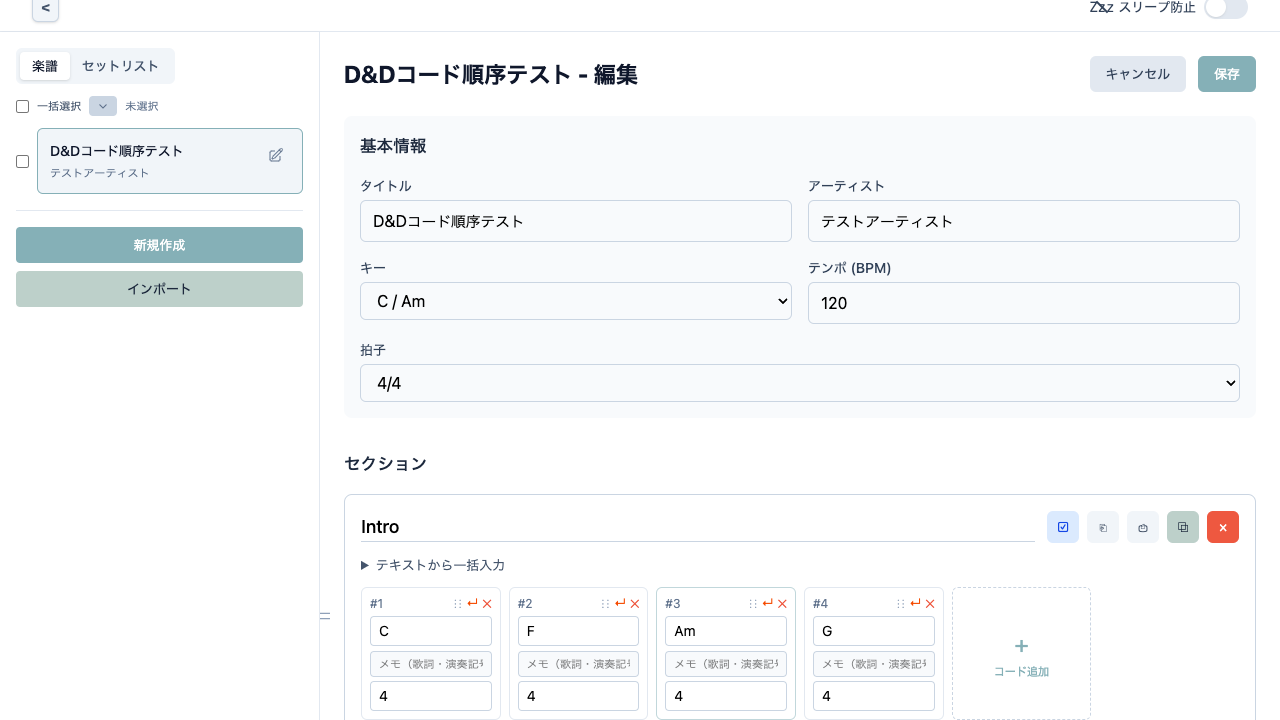 <
Zzz スリープ防止
楽譜 セットリスト
一括選択 未選択
D&Dコード順序テスト
テストアーティスト
新規作成
インポート
D&Dコード順序テスト - 編集
キャンセル 保存
基本情報
タイトル アーティスト
D&Dコード順序テスト テストアーティスト
キー テンポ (BPM)
C / Am 120
拍子
4/4
セクション
Intro
テキストから一括入力
#1 #2 #3 #4
C F Am G
メモ（歌詞・演奏記 メモ（歌詞・演奏記 メモ（歌詞・演奏記 メモ（歌詞・演奏記
4 4 4 4
+
コード追加